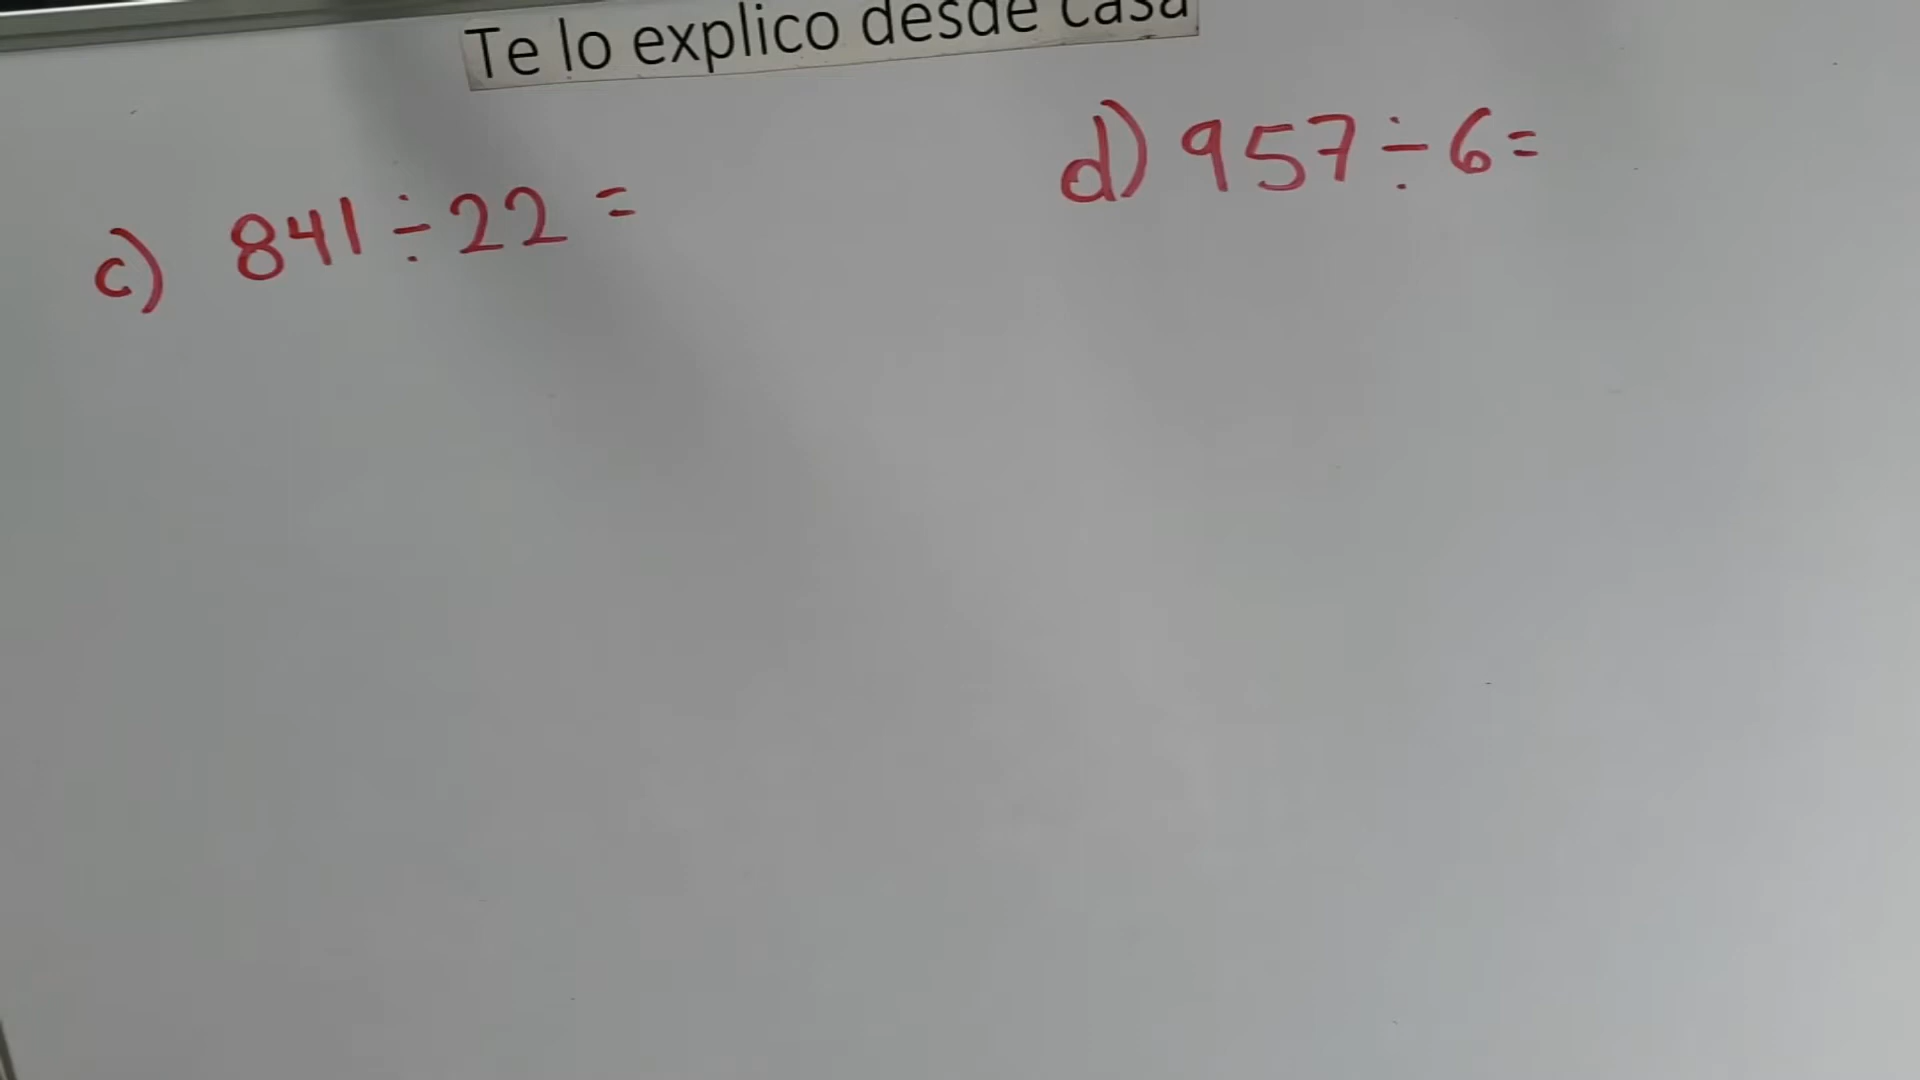 Te lo explico desde casa
c) 841 ÷ 22 =
d) 957 ÷ 6 =